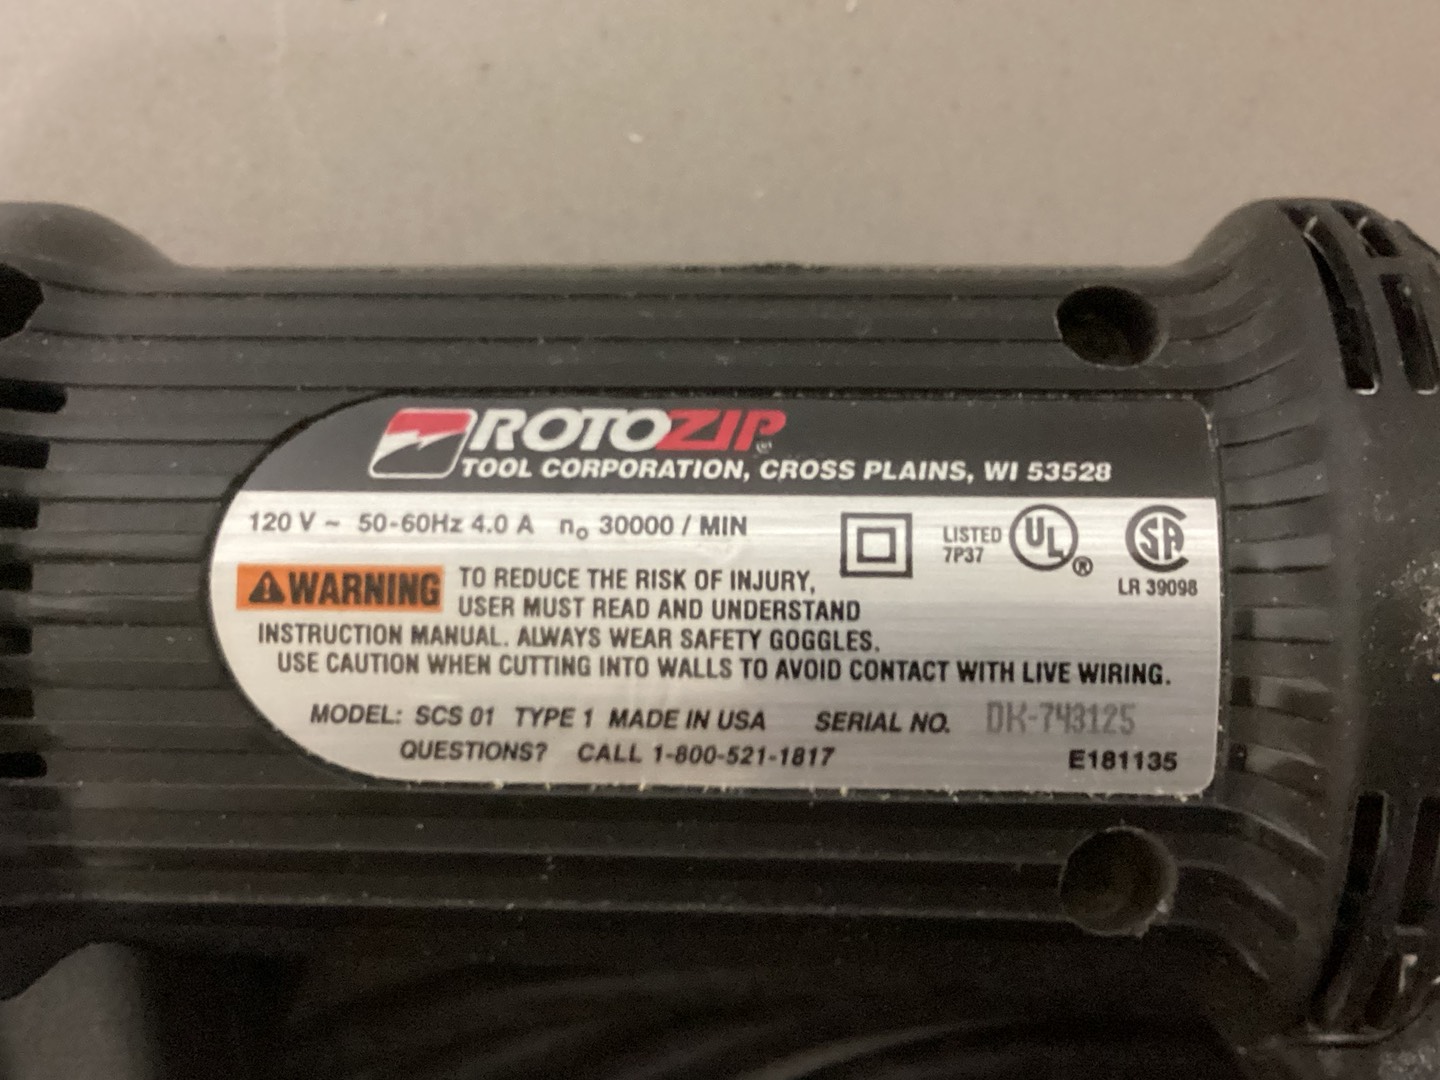 ROTOZIP®
TOOL CORPORATION, CROSS PLAINS, WI 53528
120 V ~ 50-60Hz 4.0 A n₀ 30000 / MIN
LISTED
7P37
UL®
SA
LR 39098
WARNING TO REDUCE THE RISK OF INJURY,
USER MUST READ AND UNDERSTAND
INSTRUCTION MANUAL. ALWAYS WEAR SAFETY GOGGLES.
USE CAUTION WHEN CUTTING INTO WALLS TO AVOID CONTACT WITH LIVE WIRING.
MODEL: SCS 01 TYPE 1 MADE IN USA SERIAL NO. DK-743125
QUESTIONS? CALL 1-800-521-1817 E181135